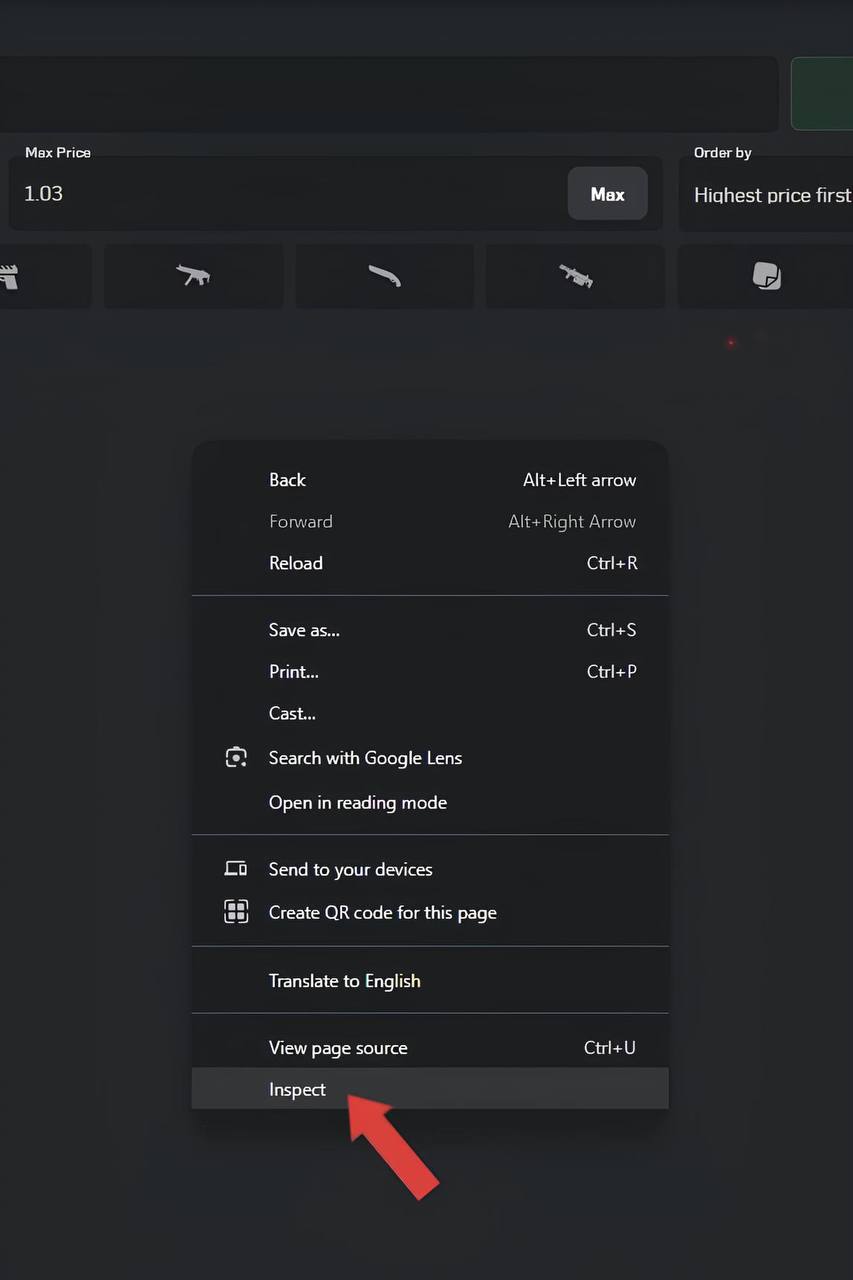 Max Price
Order by
1.03
Max
Highest price first
Back Alt+Left arrow
Forward Alt+Right Arrow
Reload Ctrl+R
Save as... Ctrl+S
Print... Ctrl+P
Cast...
Search with Google Lens
Open in reading mode
Send to your devices
Create QR code for this page
Translate to English
View page source Ctrl+U
Inspect